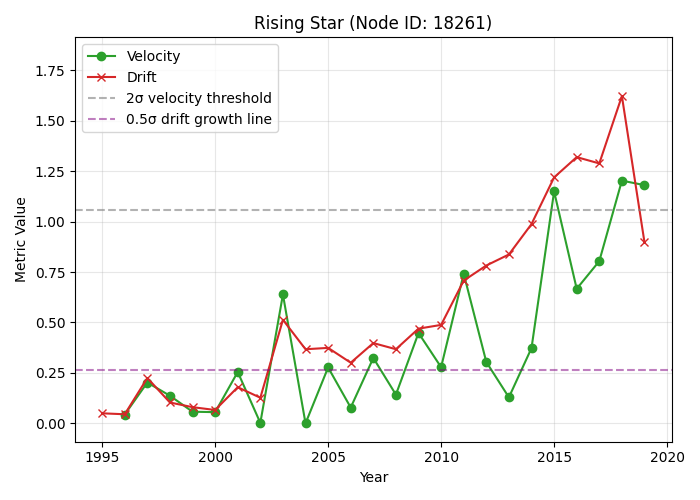 Rising Star (Node ID: 18261)
Velocity
Drift
2σ velocity threshold
0.5σ drift growth line
Metric Value
1.75
1.50
1.25
1.00
0.75
0.50
0.25
0.00
1995
2000
2005
2010
2015
2020
Year